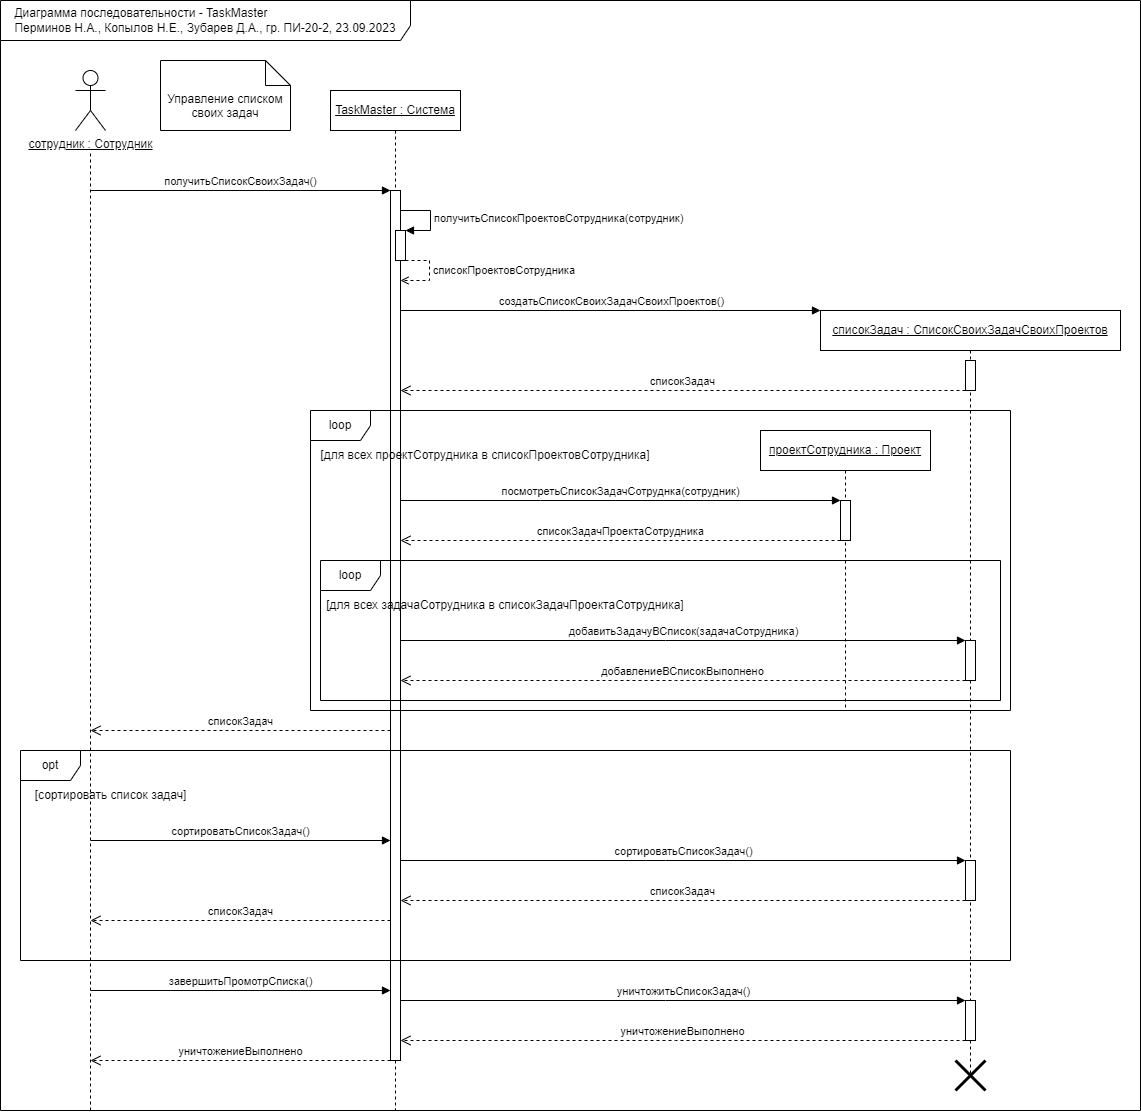 Диаграмма последовательности - TaskMaster
Перминов Н.А., Копылов Н.Е., Зубарев Д.А., гр. ПИ-20-2, 23.09.2023
Управление списком
своих задач
TaskMaster : Система
сотрудник : Сотрудник
получитьСписокСвоихЗадач()
получитьСписокПроектовСотрудника(сотрудник)
списокПроектовСотрудника
создатьСписокСвоихЗадачСвоихПроектов()
списокЗадач : СписокСвоихЗадачСвоихПроектов
списокЗадач
loop
[для всех проектСотрудника в списокПроектовСотрудника]
проектСотрудника : Проект
посмотретьСписокЗадачСотруднка(сотрудник)
списокЗадачПроектаСотрудника
loop
[для всех задачаСотрудника в списокЗадачПроектаСотрудника]
добавитьЗадачуВСписок(задачаСотрудника)
добавлениеВСписокВыполнено
списокЗадач
opt
[сортировать список задач]
сортироватьСписокЗадач()
сортироватьСписокЗадач()
списокЗадач
списокЗадач
завершитьПромотрСписка()
уничтожитьСписокЗадач()
уничтожениеВыполнено
уничтожениеВыполнено